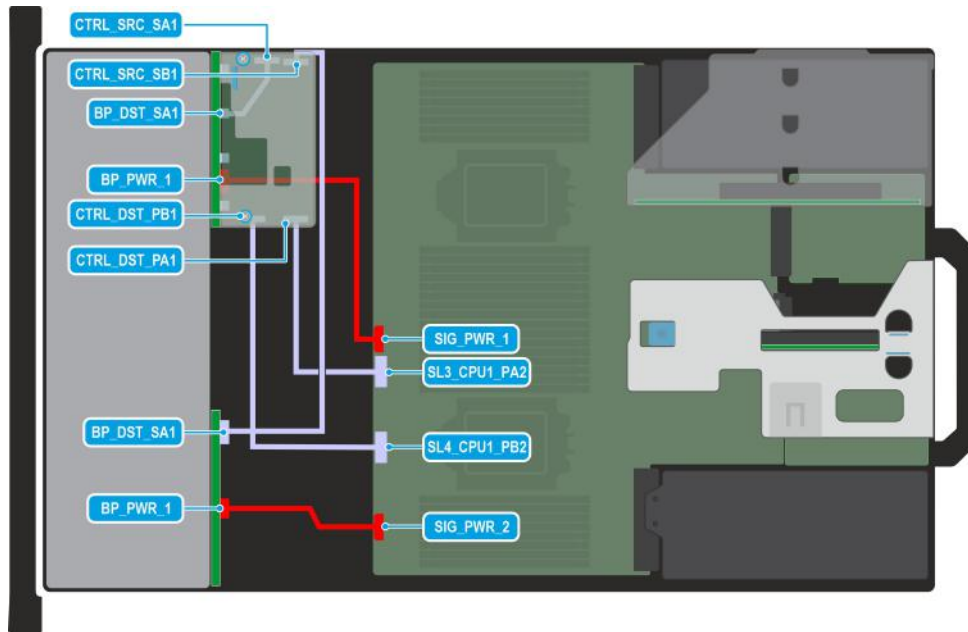 CTRL_SRC_SA1
CTRL_SRC_SB1
BP_DST_SA1
BP_PWR_1
CTRL_DST_PB1
CTRL_DST_PA1
SIG_PWR_1
SL3_CPU1_PA2
BP_DST_SA1
SL4_CPU1_PB2
BP_PWR_1
SIG_PWR_2